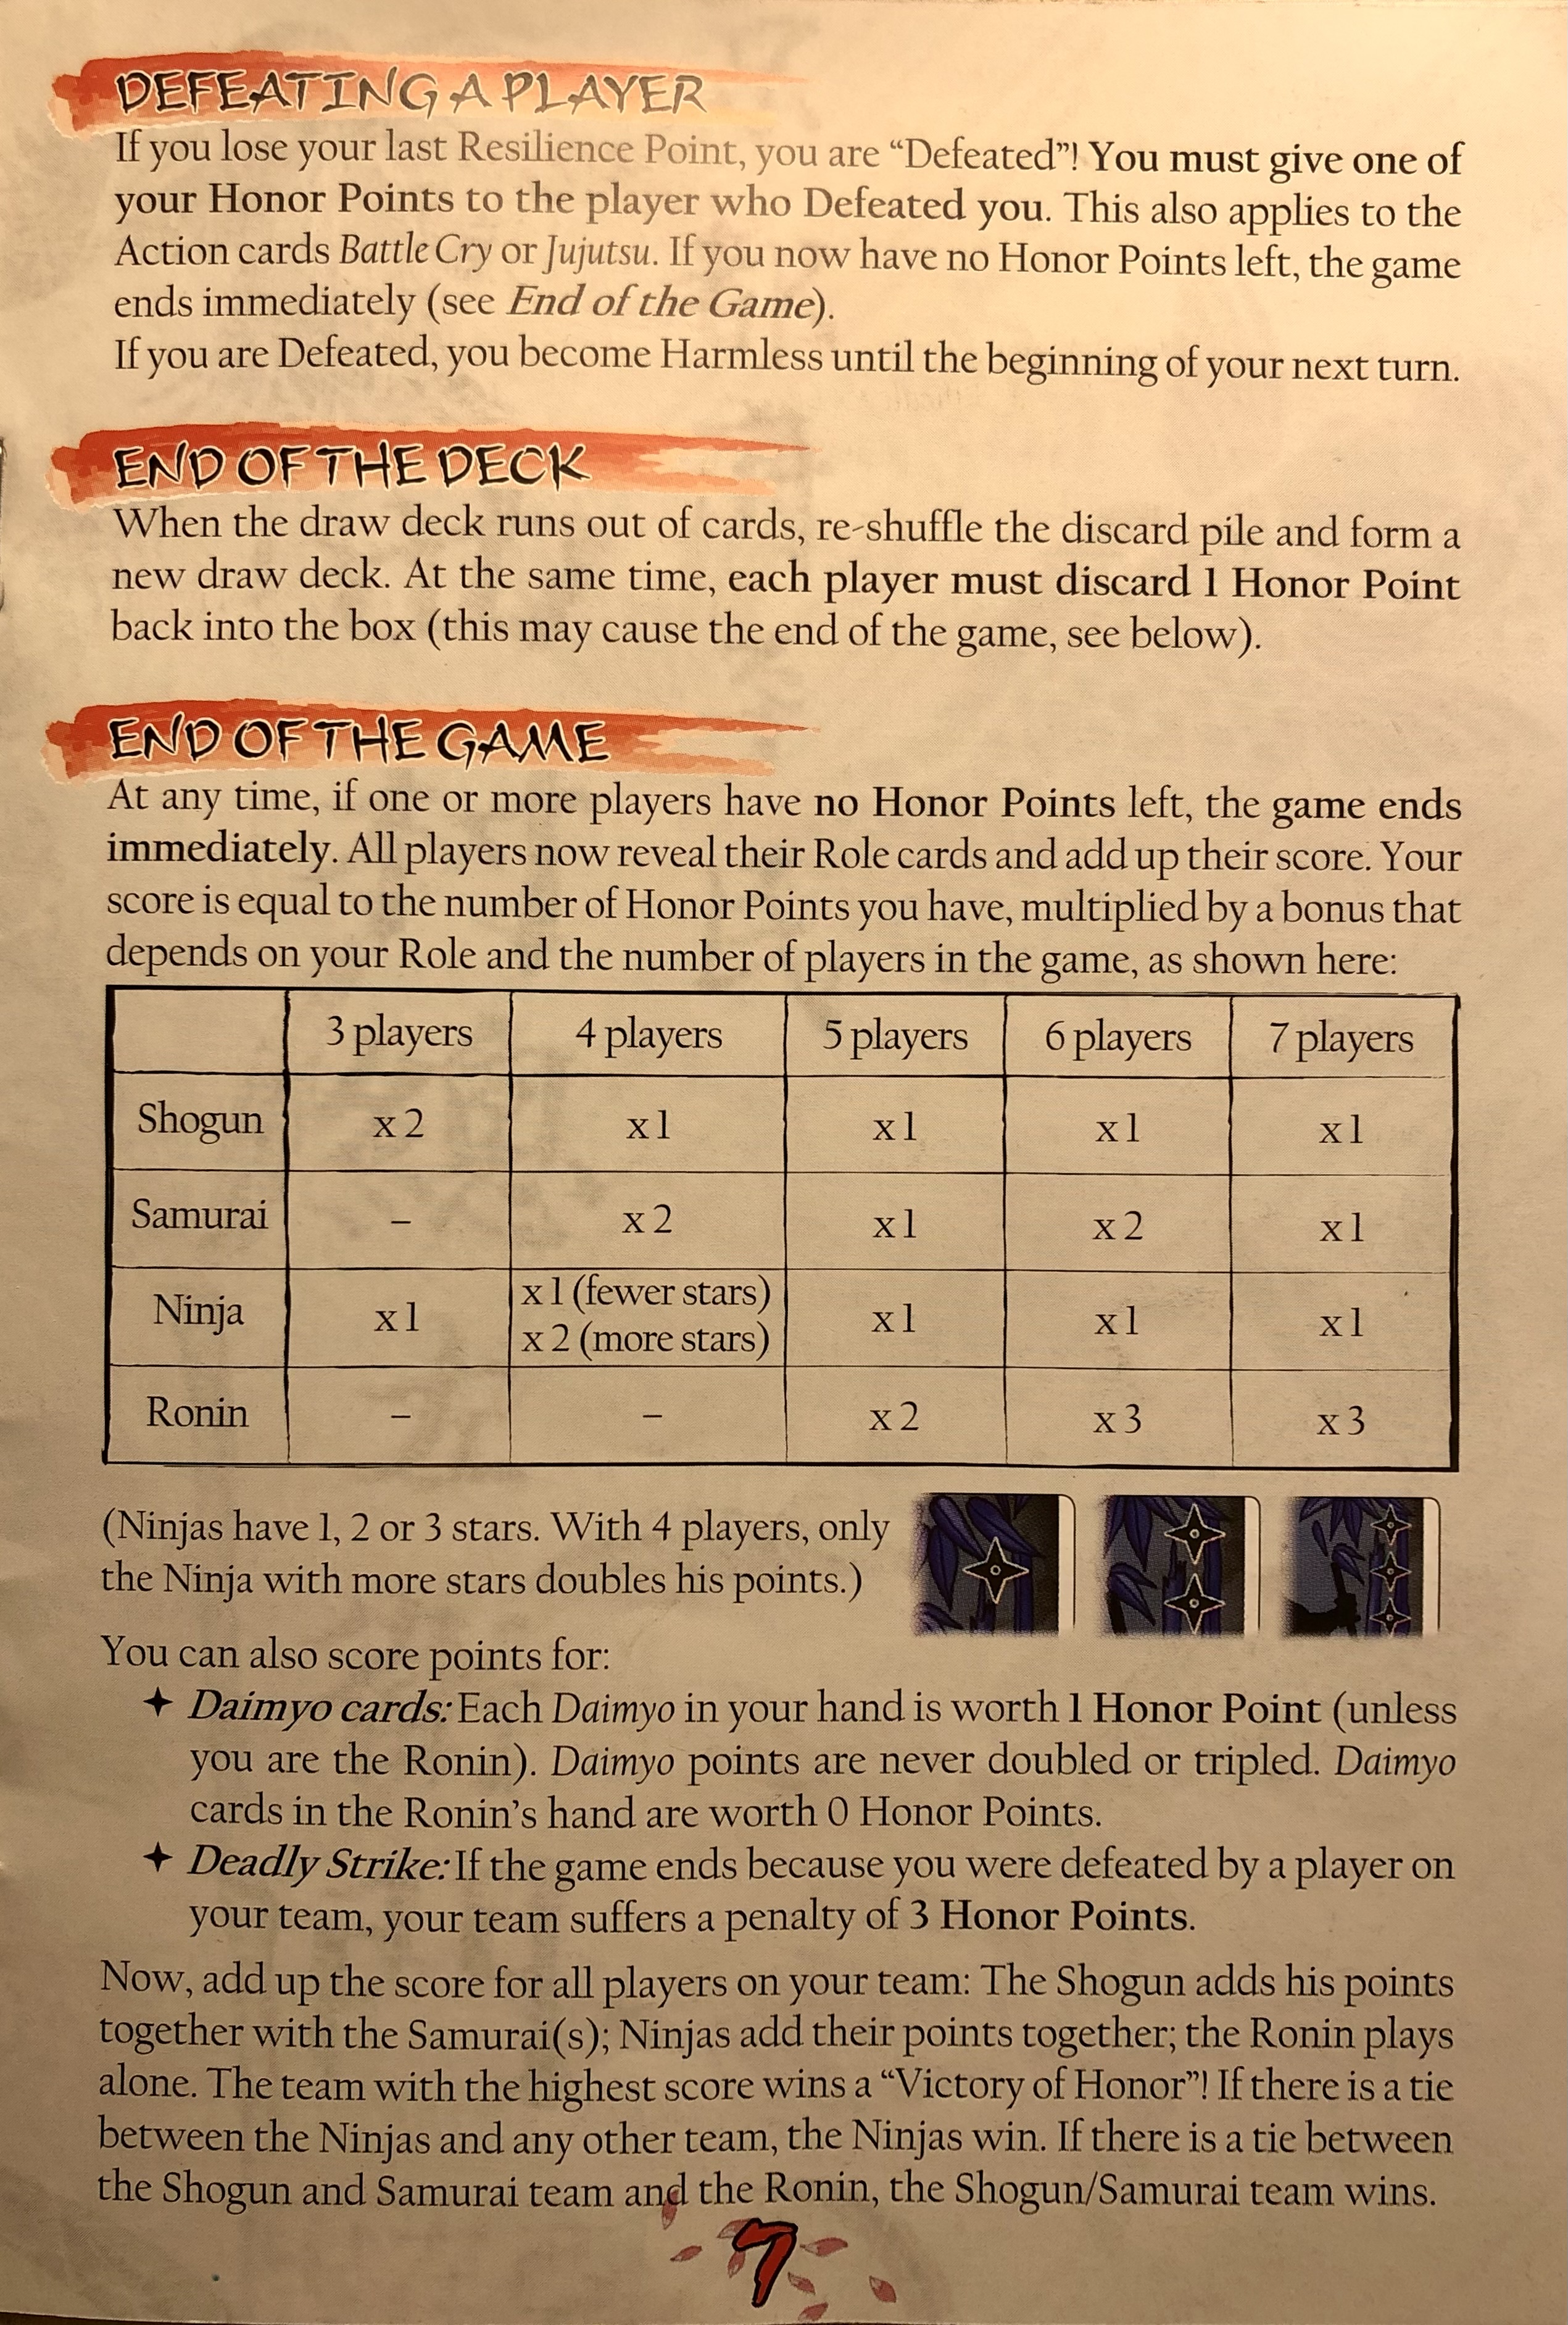 DEFEATING A PLAYER
If you lose your last Resilience Point, you are “Defeated”! You must give one of
your Honor Points to the player who Defeated you. This also applies to the
Action cards Battle Cry or Jujutsu. If you now have no Honor Points left, the game
ends immediately (see End of the Game).
If you are Defeated, you become Harmless until the beginning of your next turn.
END OF THE DECK
When the draw deck runs out of cards, re-shuffle the discard pile and form a
new draw deck. At the same time, each player must discard 1 Honor Point
back into the box (this may cause the end of the game, see below).
END OF THE GAME
At any time, if one or more players have no Honor Points left, the game ends
immediately. All players now reveal their Role cards and add up their score. Your
score is equal to the number of Honor Points you have, multiplied by a bonus that
depends on your Role and the number of players in the game, as shown here:
3 players 4 players 5 players 6 players 7 players
Shogun x 2 x 1 x 1 x 1 x 1
Samurai – x 2 x 1 x 2 x 1
Ninja x 1 x 1 (fewer stars) x 1 x 1 x 1
x 2 (more stars)
Ronin – – x 2 x 3 x 3
(Ninjas have 1, 2 or 3 stars. With 4 players, only
the Ninja with more stars doubles his points.)
You can also score points for:
✦ Daimyo cards: Each Daimyo in your hand is worth 1 Honor Point (unless
you are the Ronin). Daimyo points are never doubled or tripled. Daimyo
cards in the Ronin’s hand are worth 0 Honor Points.
✦ Deadly Strike: If the game ends because you were defeated by a player on
your team, your team suffers a penalty of 3 Honor Points.
Now, add up the score for all players on your team: The Shogun adds his points
together with the Samurai(s); Ninjas add their points together; the Ronin plays
alone. The team with the highest score wins a “Victory of Honor”! If there is a tie
between the Ninjas and any other team, the Ninjas win. If there is a tie between
the Shogun and Samurai team and the Ronin, the Shogun/Samurai team wins.
7